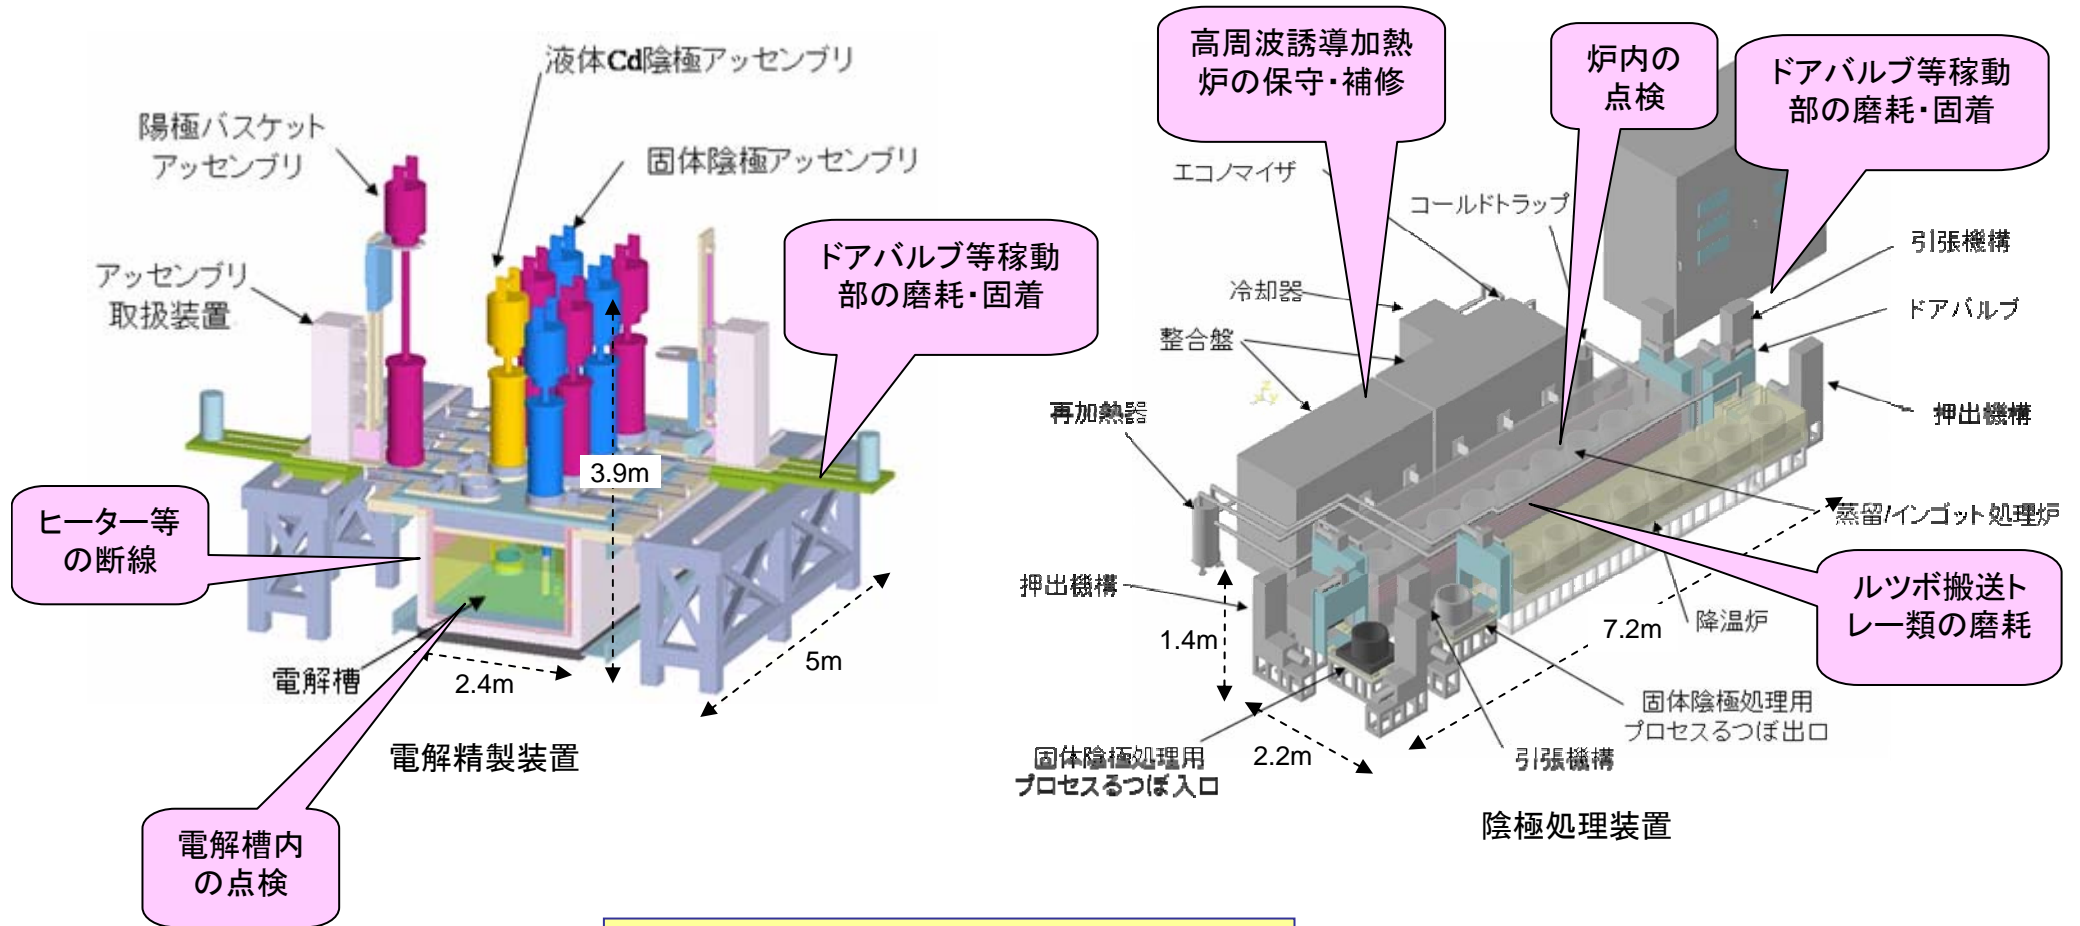 液体Cd陰極アッセンブリ
陽極バスケット
アッセンブリ
固体陰極アッセンブリ
アッセンブリ
取扱装置
ドアバルブ等稼動
部の磨耗・固着
3.9m
ヒーター等
の断線
電解槽
2.4m
5m
電解精製装置
電解槽内
の点検
高周波誘導加熱
炉の保守・補修
炉内の
点検
ドアバルブ等稼動
部の磨耗・固着
エコノマイザ
コールドトラップ
引張機構
冷却器
ドアバルブ
整合盤
再加熱器
押出機構
蒸留/インゴット処理炉
押出機構
ルツボ搬送ト
レー類の磨耗
1.4m
7.2m
降温炉
固体陰極処理用
プロセスるつぼ出口
2.2m
固体陰極処理用
プロセスるつぼ入口
引張機構
陰極処理装置